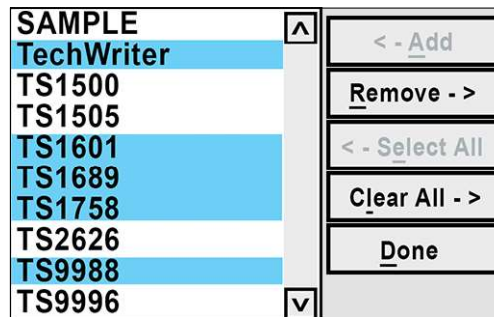 SAMPLE
TechWriter
TS1500
TS1505
TS1601
TS1689
TS1758
TS2626
TS9988
TS9996
< - Add
Remove - >
< - Select All
Clear All - >
Done